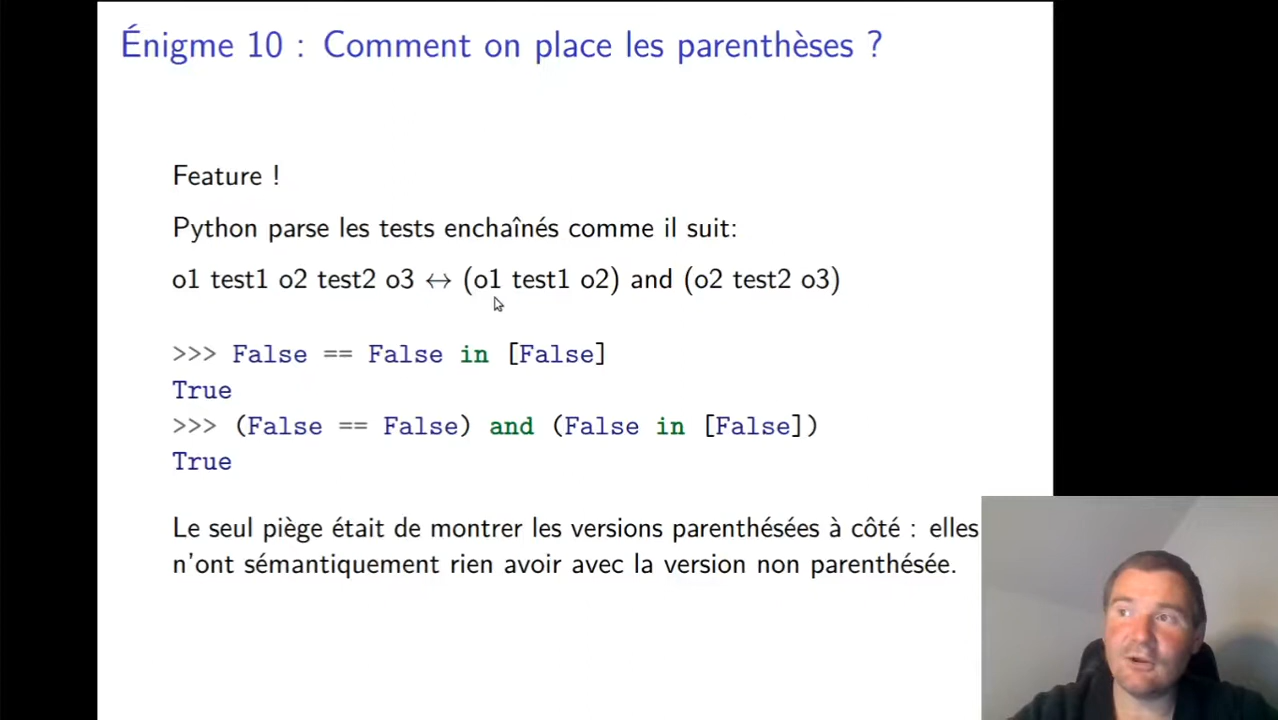 Énigme 10 : Comment on place les parenthèses ?
Feature !
Python parse les tests enchaînés comme il suit:
o1 test1 o2 test2 o3 ↔ (o1 test1 o2) and (o2 test2 o3)
>>> False == False in [False]
True
>>> (False == False) and (False in [False])
True
Le seul piège était de montrer les versions parenthésées à côté : elles
n'ont sémantiquement rien avoir avec la version non parenthésée.